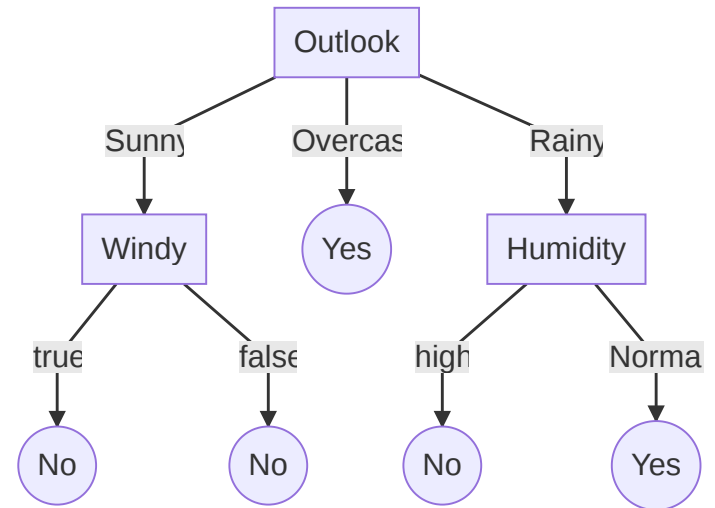 Outlook
Sunny
Overcas
Rainy
Windy
Yes
Humidity
true
false
high
Norma
No
No
No
Yes